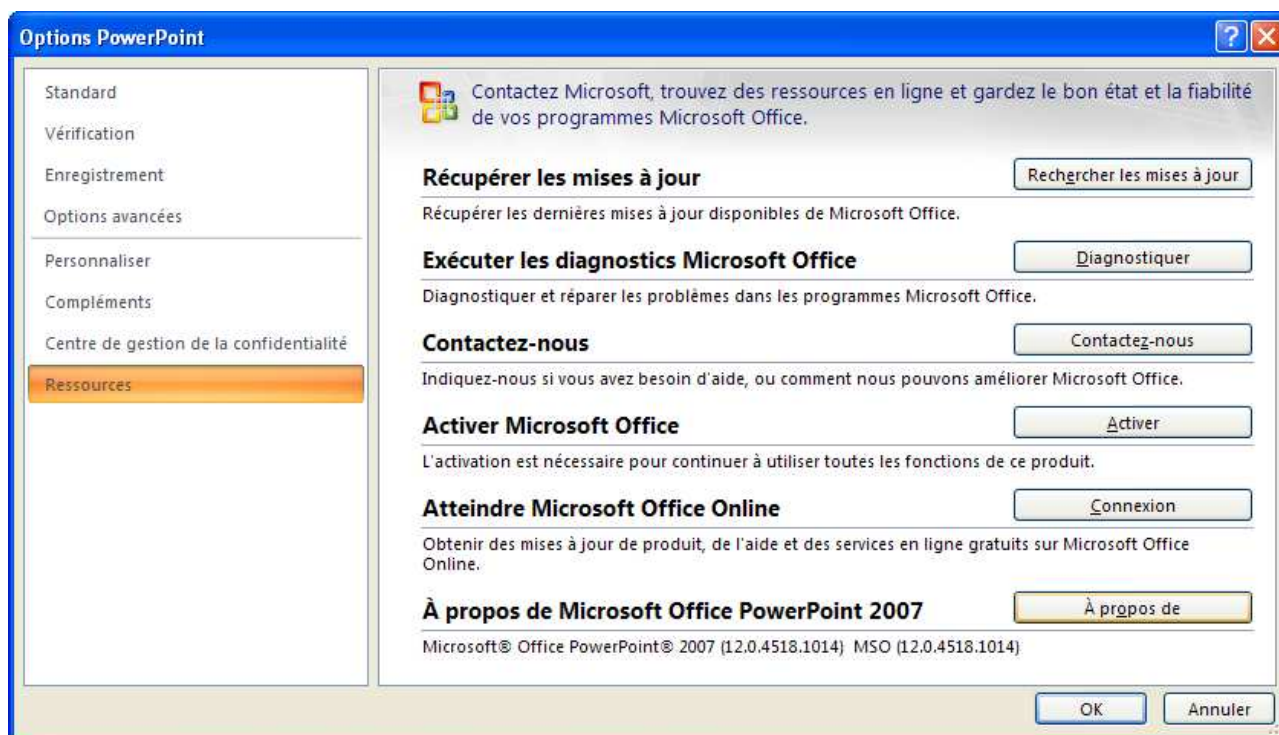 Options PowerPoint
Standard
Vérification
Enregistrement
Options avancées
Personnaliser
Compléments
Centre de gestion de la confidentialité
Ressources
Contactez Microsoft, trouvez des ressources en ligne et gardez le bon état et la fiabilité
de vos programmes Microsoft Office.
Récupérer les mises à jour
Rechercher les mises à jour
Récupérer les dernières mises à jour disponibles de Microsoft Office.
Exécuter les diagnostics Microsoft Office
Diagnostiquer
Diagnostiquer et réparer les problèmes dans les programmes Microsoft Office.
Contactez-nous
Contactez-nous
Indiquez-nous si vous avez besoin d'aide, ou comment nous pouvons améliorer Microsoft Office.
Activer Microsoft Office
Activer
L'activation est nécessaire pour continuer à utiliser toutes les fonctions de ce produit.
Atteindre Microsoft Office Online
Connexion
Obtenir des mises à jour de produit, de l'aide et des services en ligne gratuits sur Microsoft Office
Online.
À propos de Microsoft Office PowerPoint 2007
À propos de
Microsoft® Office PowerPoint® 2007 (12.0.4518.1014) MSO (12.0.4518.1014)
OK
Annuler